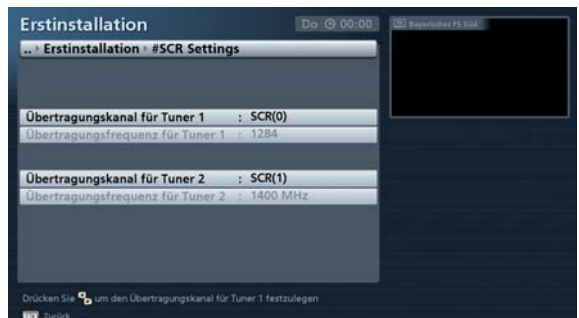 Erstinstallation
Do 00:00
Bayerisches FS Süd
.. Erstinstallation #SCR Settings
Übertragungskanal für Tuner 1 : SCR(0)
Übertragungsfrequenz für Tuner 1 : 1284
Übertragungskanal für Tuner 2 : SCR(1)
Übertragungsfrequenz für Tuner 2 : 1400 MHz
Drücken Sie um den Übertragungskanal für Tuner 1 festzulegen
BACK Zurück